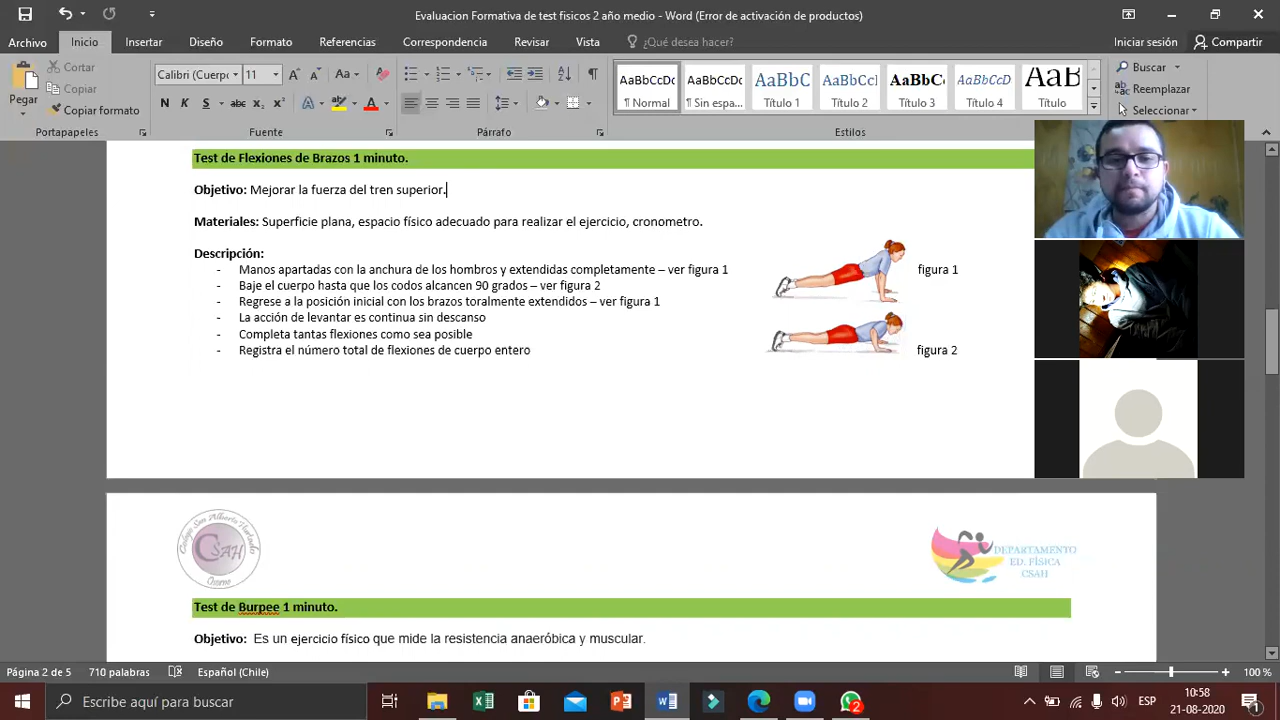 Evaluacion Formativa de test fisicos 2 año medio - Word (Error de activación de productos)
Archivo Inicio Insertar Diseño Formato Referencias Correspondencia Revisar Vista ¿Qué desea hacer? Iniciar sesión Compartir
Pegar
Cortar
Copiar
Copiar formato
Portapapeles
Calibri (Cuerpo 11
Fuente
Párrafo
AaBbCcDc AaBbCcDc AaBbC AaBbCcI AaBbCc AaBbCcD AaB
¶ Normal ¶ Sin espa... Título 1 Título 2 Título 3 Título 4 Título
Estilos
Buscar
Reemplazar
Seleccionar
Test de Flexiones de Brazos 1 minuto.
Objetivo: Mejorar la fuerza del tren superior.
Materiales: Superficie plana, espacio físico adecuado para realizar el ejercicio, cronometro.
Descripción:
- Manos apartadas con la anchura de los hombros y extendidas completamente – ver figura 1
- Baje el cuerpo hasta que los codos alcancen 90 grados – ver figura 2
- Regrese a la posición inicial con los brazos toralmente extendidos – ver figura 1
- La acción de levantar es continua sin descanso
- Completa tantas flexiones como sea posible
- Registra el número total de flexiones de cuerpo entero
figura 1
figura 2
Colegio San Alberto Hurtado
CSAH
Osorno
DEPARTAMENTO
ED. FÍSICA
CSAH
Test de Burpee 1 minuto.
Objetivo: Es un ejercicio físico que mide la resistencia anaeróbica y muscular.
Página 2 de 5 710 palabras Español (Chile) 100 %
Escribe aquí para buscar
2
ESP
10:58
21-08-2020
1